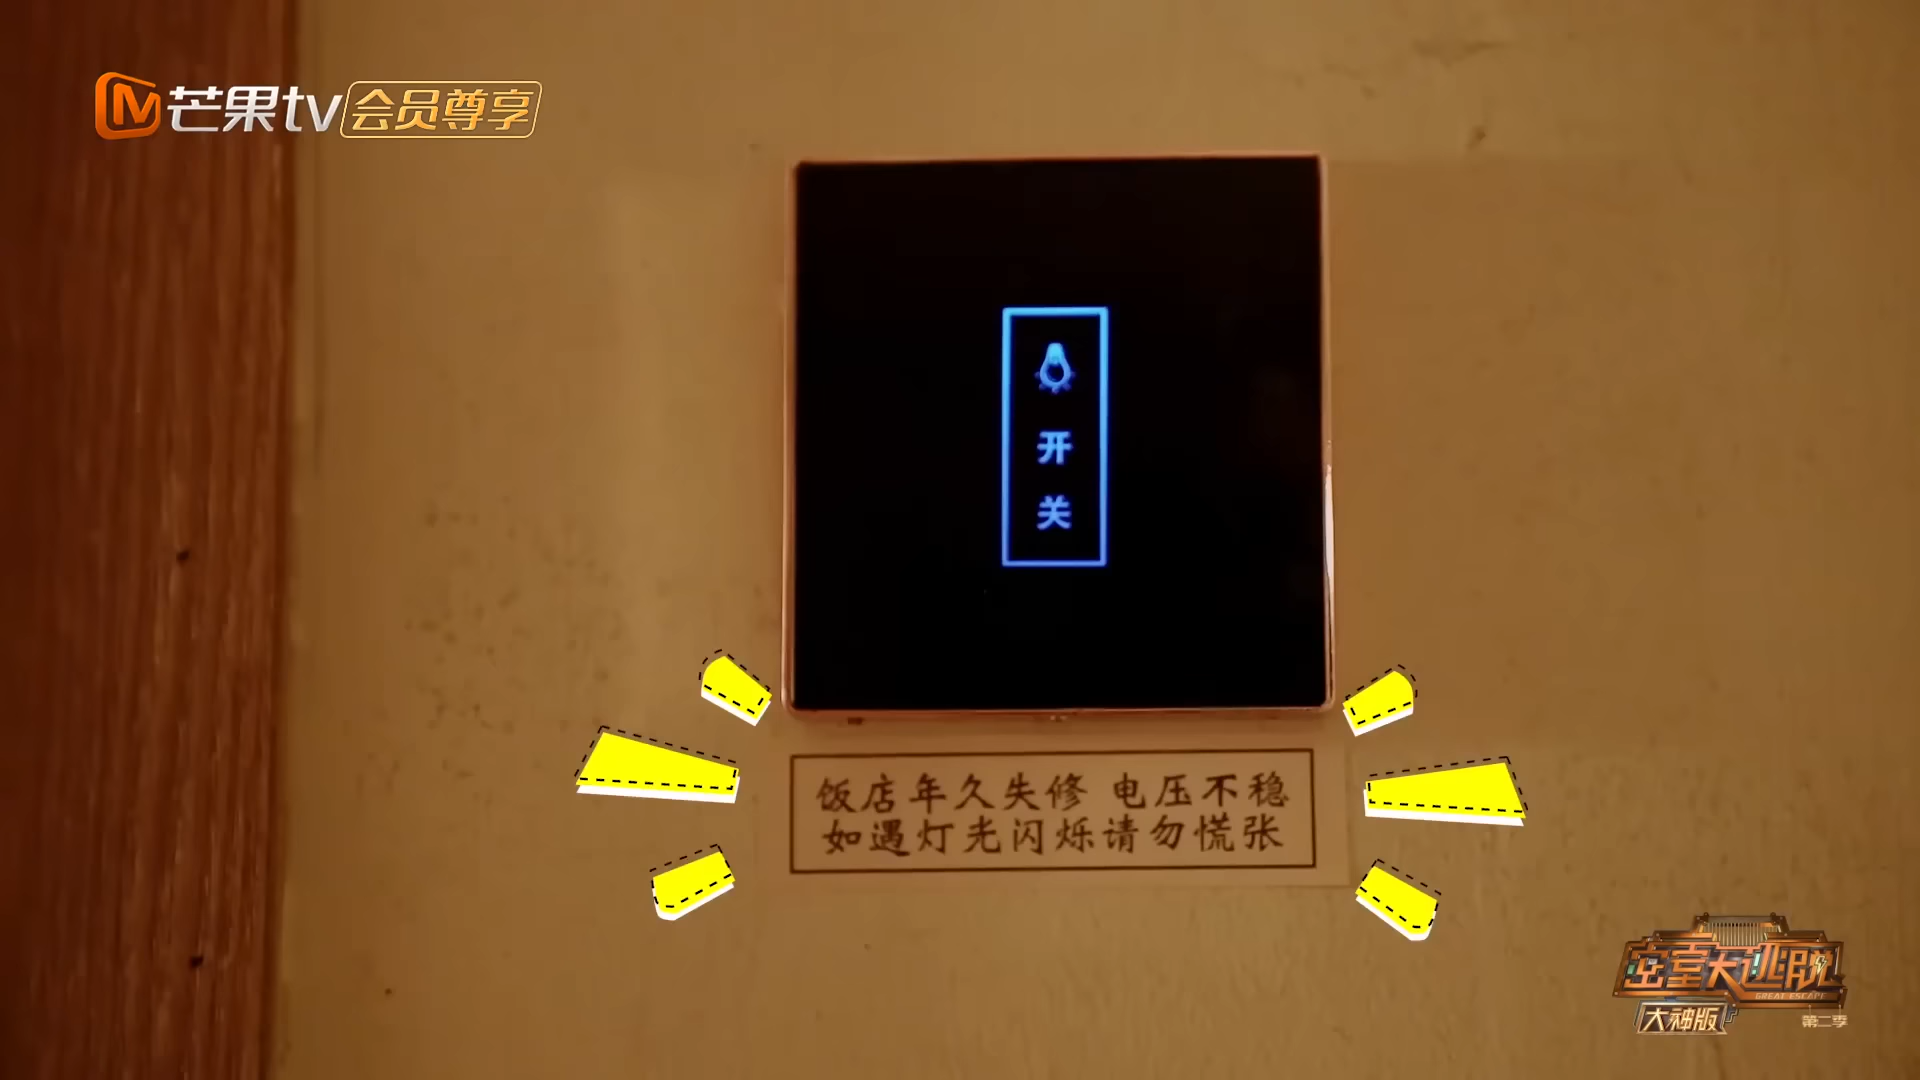 芒果tv会员尊享
开
关
饭店年久失修 电压不稳
如遇灯光闪烁请勿慌张
密室大逃脱
GREAT ESCAPE
大神版
第二季